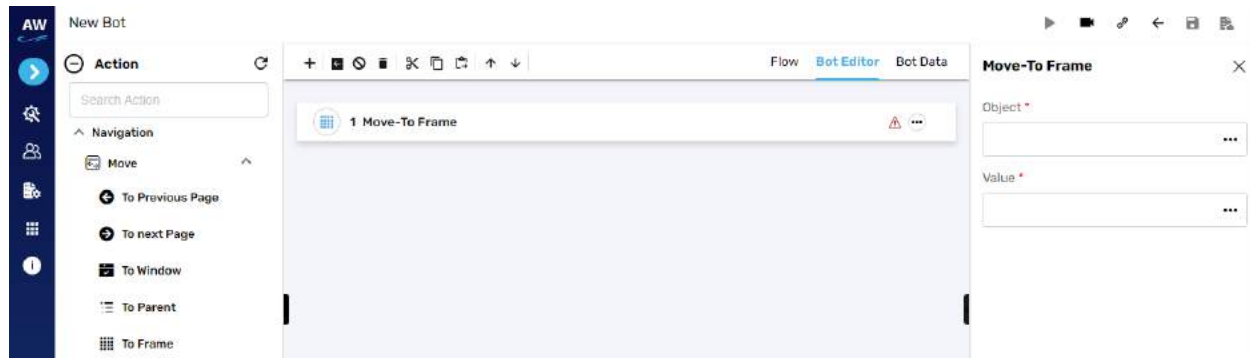 AW
New Bot
Action
Search Action
Navigation
Move
To Previous Page
To next Page
To Window
To Parent
To Frame
Flow
Bot Editor
Bot Data
1 Move-To Frame
Move-To Frame
Object *
Value *